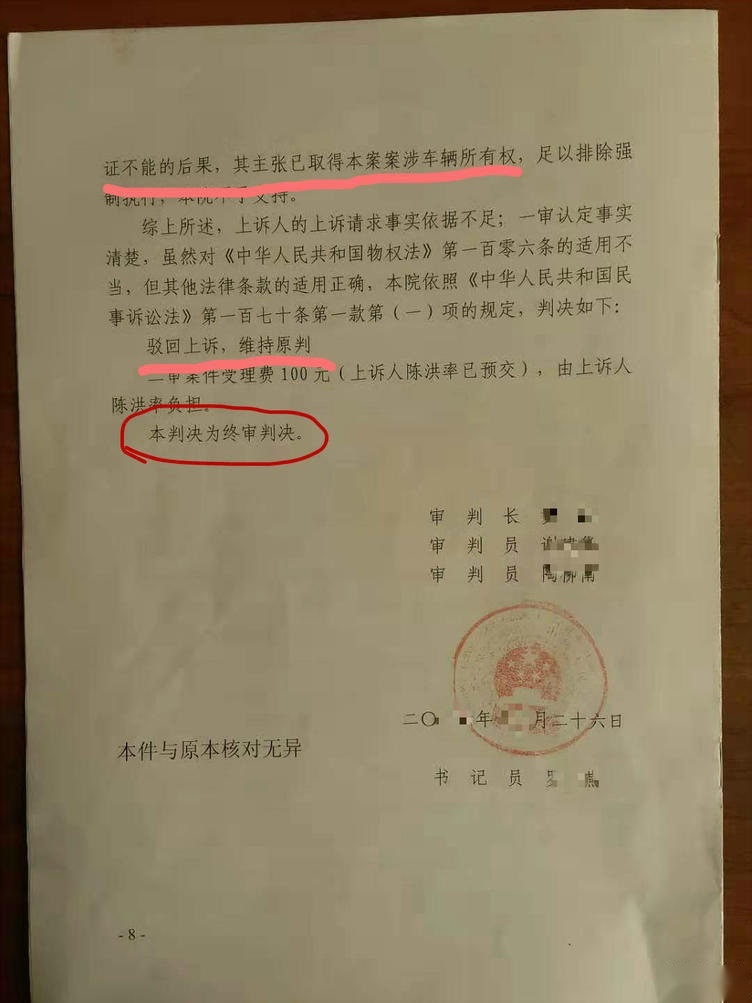 证不能的后果，其主张已取得本案案涉车辆所有权，足以排除强
制执行，本院不予支持。
综上所述，上诉人的上诉请求事实依据不足；一审认定事实
清楚，虽然对《中华人民共和国物权法》第一百零六条的适用不
当，但其他法律条款的适用正确，本院依照《中华人民共和国民
事诉讼法》第一百七十条第一款第（一）项的规定，判决如下：
驳回上诉，维持原判
二审案件受理费100元（上诉人陈洪率已预交），由上诉人
陈洪率负担。
本判决为终审判决。
审 判 长
审 判 员
审 判 员
二〇 年 月二十六日
本件与原本核对无异
书 记 员
- 8 -